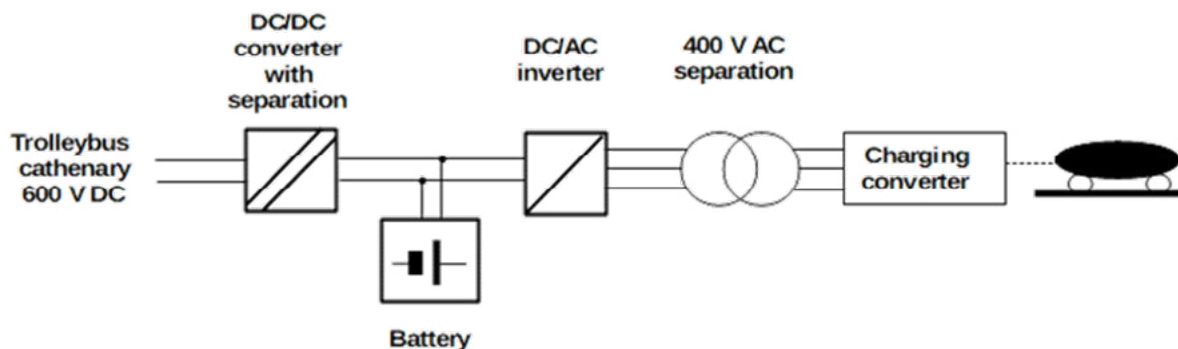 DC/DC
converter
with
separation
DC/AC
inverter
400 V AC
separation
Trolleybus
cathenary
600 V DC
Charging
converter
Battery